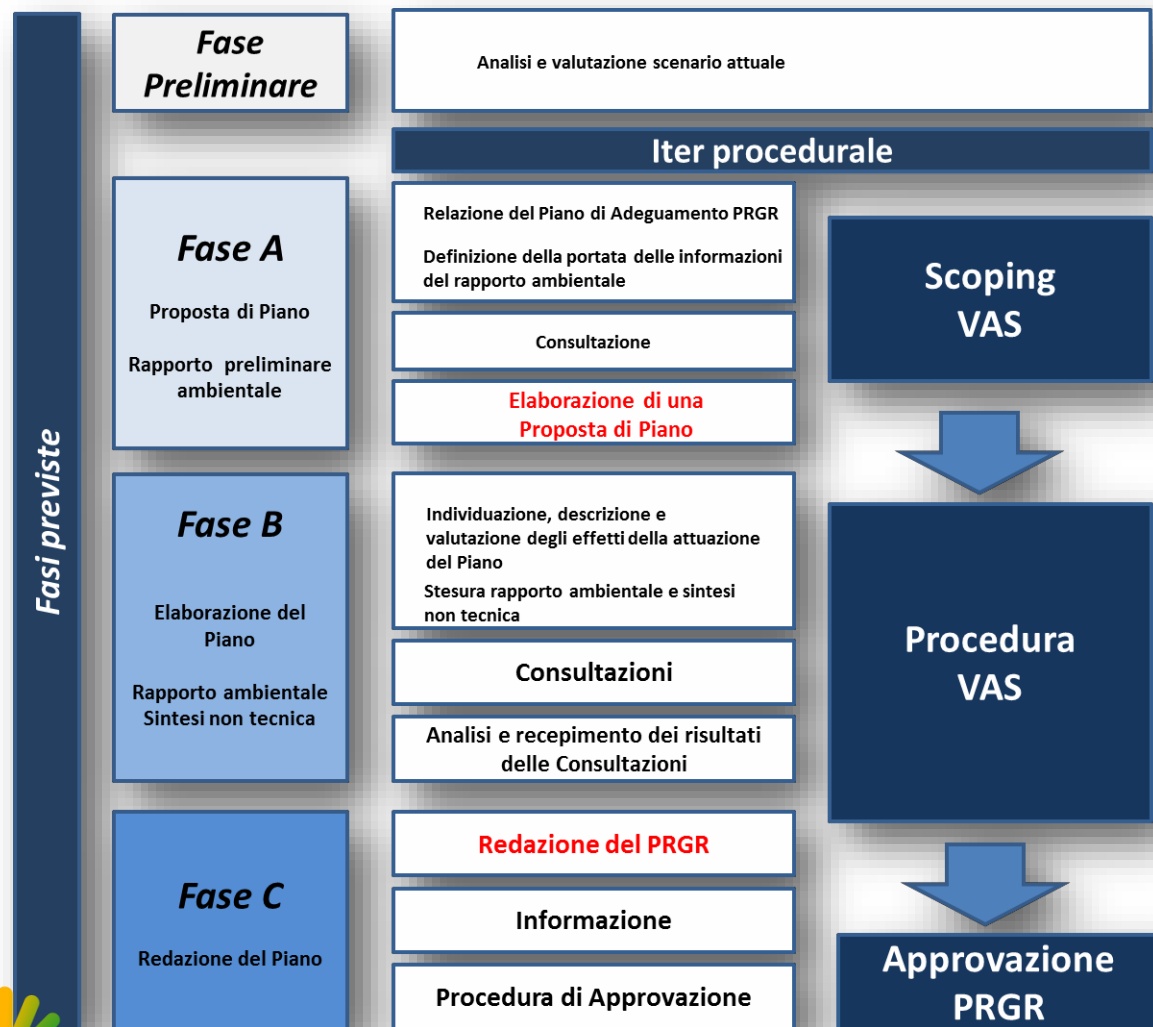 Fasi previste
Fase
Preliminare
Analisi e valutazione scenario attuale
Iter procedurale
Fase A
Proposta di Piano
Rapporto preliminare
ambientale
Relazione del Piano di Adeguamento PRGR
Definizione della portata delle informazioni
del rapporto ambientale
Consultazione
Elaborazione di una
Proposta di Piano
Scoping
VAS
Fase B
Elaborazione del
Piano
Rapporto ambientale
Sintesi non tecnica
Individuazione, descrizione e
valutazione degli effetti della attuazione
del Piano
Stesura rapporto ambientale e sintesi
non tecnica
Consultazioni
Analisi e recepimento dei risultati
delle Consultazioni
Procedura
VAS
Fase C
Redazione del Piano
Redazione del PRGR
Informazione
Procedura di Approvazione
Approvazione
PRGR